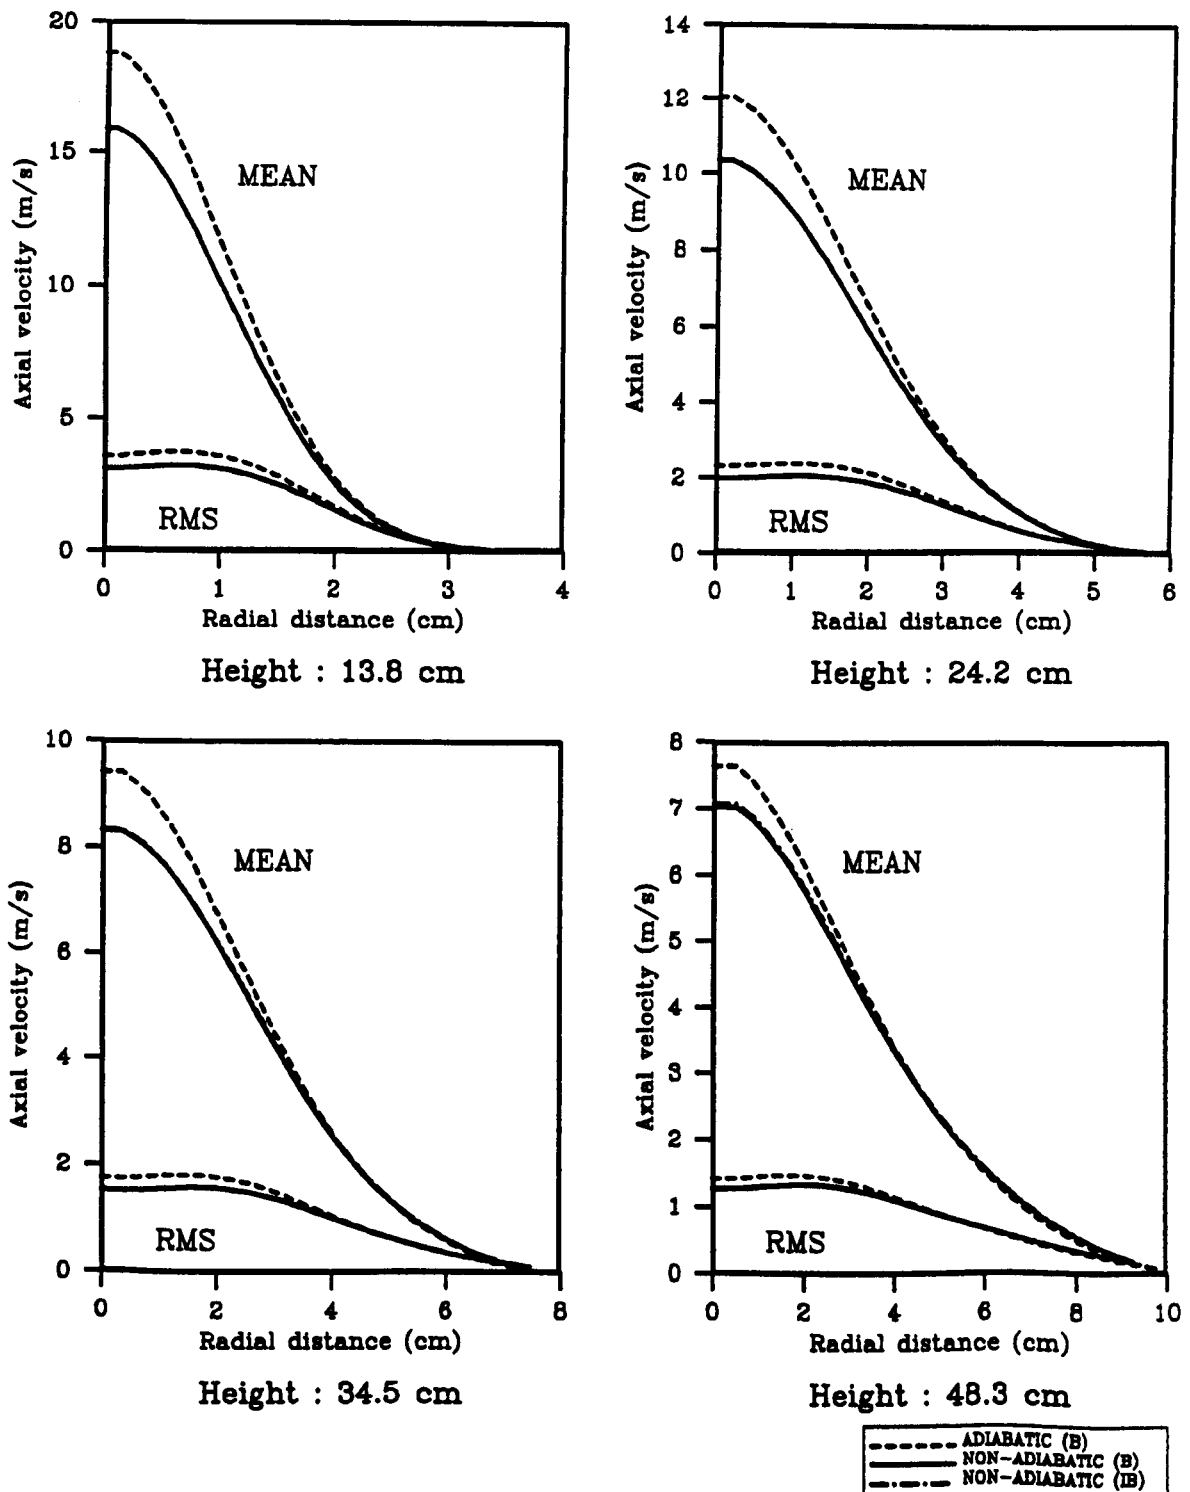 20
15
10
5
0
Axial velocity (m/s)
MEAN
RMS
0 1 2 3 4
Radial distance (cm)
Height : 13.8 cm
14
12
10
8
6
4
2
0
Axial velocity (m/s)
MEAN
RMS
0 1 2 3 4 5 6
Radial distance (cm)
Height : 24.2 cm
10
8
6
4
2
0
Axial velocity (m/s)
MEAN
RMS
0 2 4 6 8
Radial distance (cm)
Height : 34.5 cm
8
7
6
5
4
3
2
1
0
Axial velocity (m/s)
MEAN
RMS
0 2 4 6 8 10
Radial distance (cm)
Height : 48.3 cm
ADIABATIC (B)
NON-ADIABATIC (B)
NON-ADIABATIC (IB)